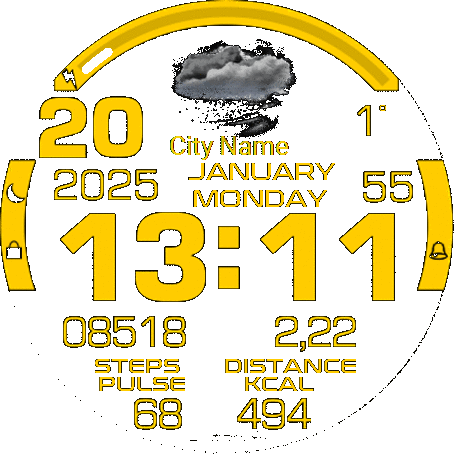 20
1°
City Name
2025
JANUARY
MONDAY
55
13:11
08518
2,22
STEPS
DISTANCE
PULSE
KCAL
68
494